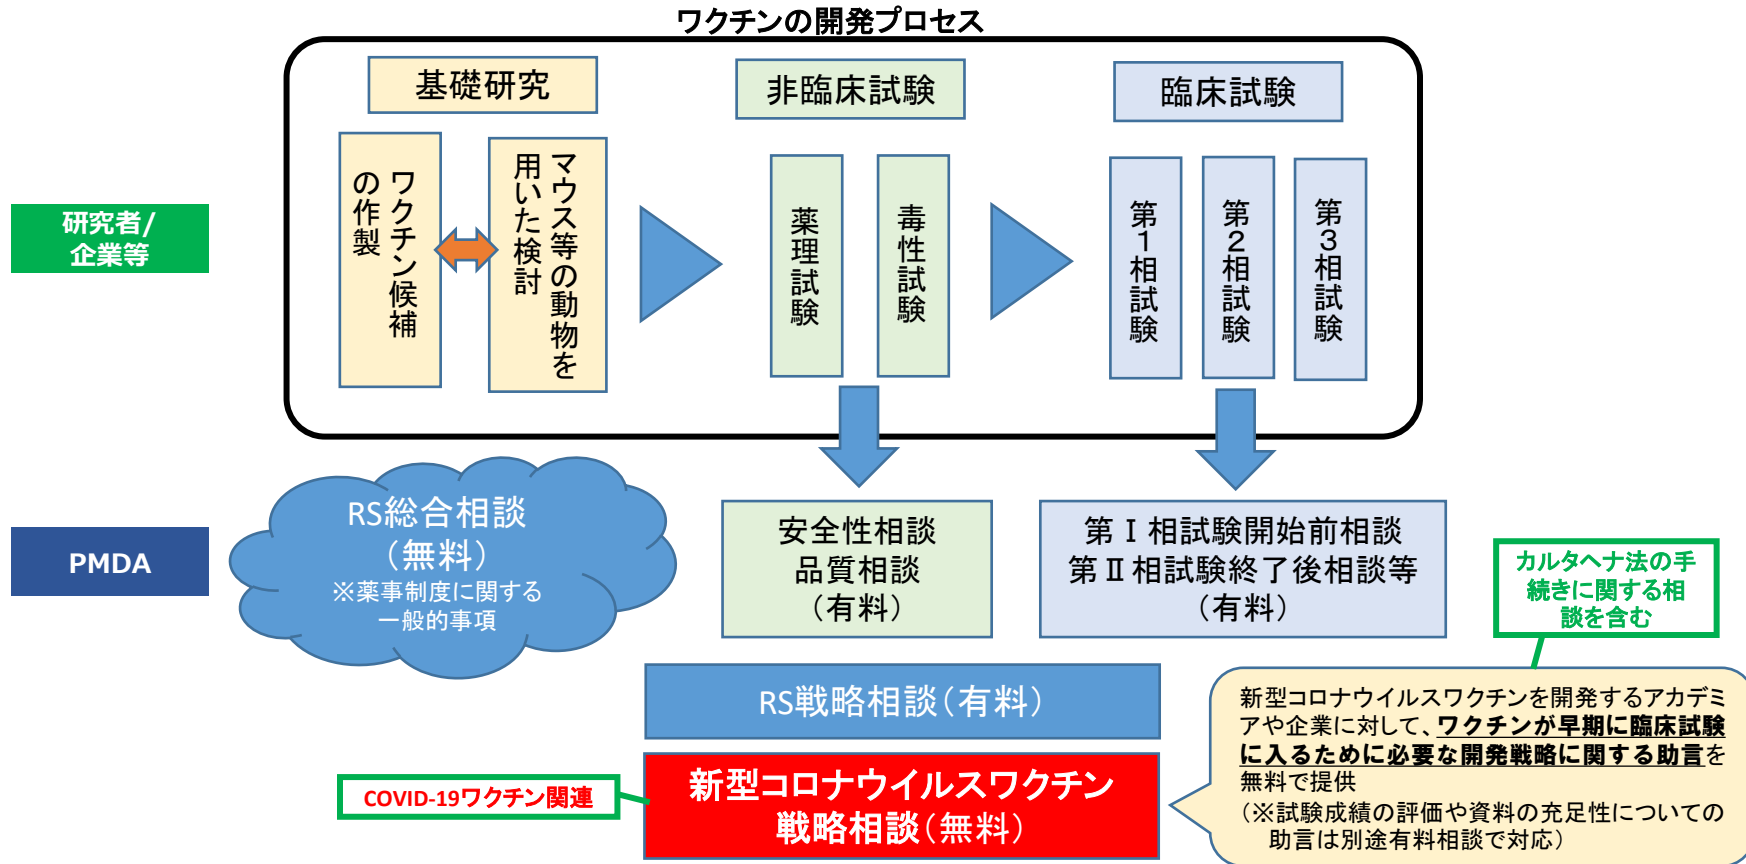 ワクチンの開発プロセス
基礎研究
非臨床試験
臨床試験
研究者/
企業等
ワクチン候補
の作製
マウス等の動物を
用いた検討
薬理試験
毒性試験
第１相試験
第２相試験
第３相試験
PMDA
RS総合相談
（無料）
※薬事制度に関する
一般的事項
安全性相談
品質相談
（有料）
第Ⅰ相試験開始前相談
第Ⅱ相試験終了後相談等
（有料）
カルタヘナ法の手
続きに関する相
談を含む
RS戦略相談（有料）
COVID-19ワクチン関連
新型コロナウイルスワクチン
戦略相談（無料）
新型コロナウイルスワクチンを開発するアカデミ
アや企業に対して、ワクチンが早期に臨床試験
に入るために必要な開発戦略に関する助言を
無料で提供
（※試験成績の評価や資料の充足性についての
助言は別途有料相談で対応）